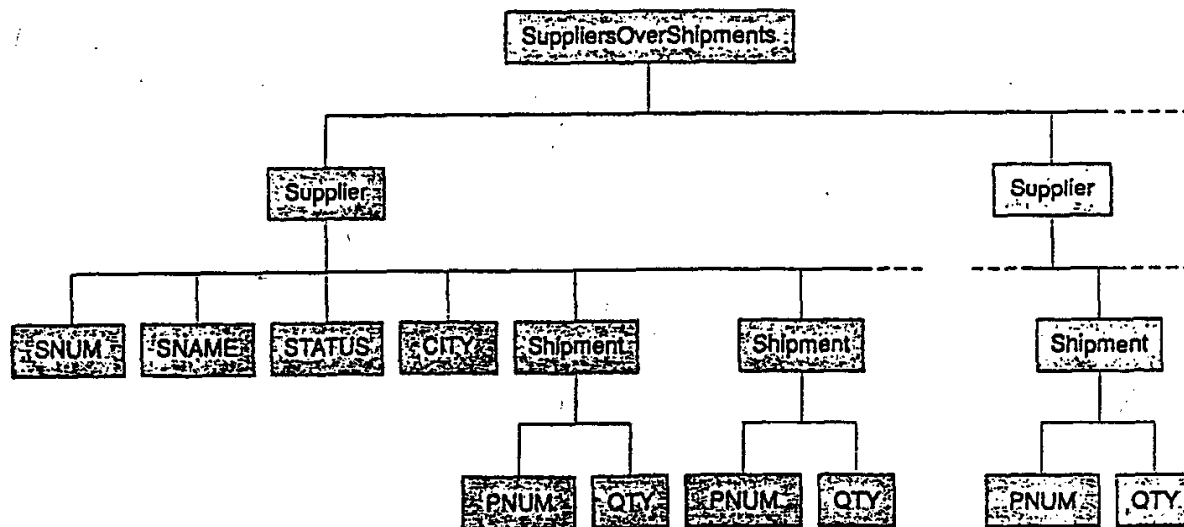 SuppliersOverShipments
Supplier Supplier
SNUM SNAME STATUS CITY Shipment Shipment Shipment
PNUM QTY PNUM QTY PNUM QTY